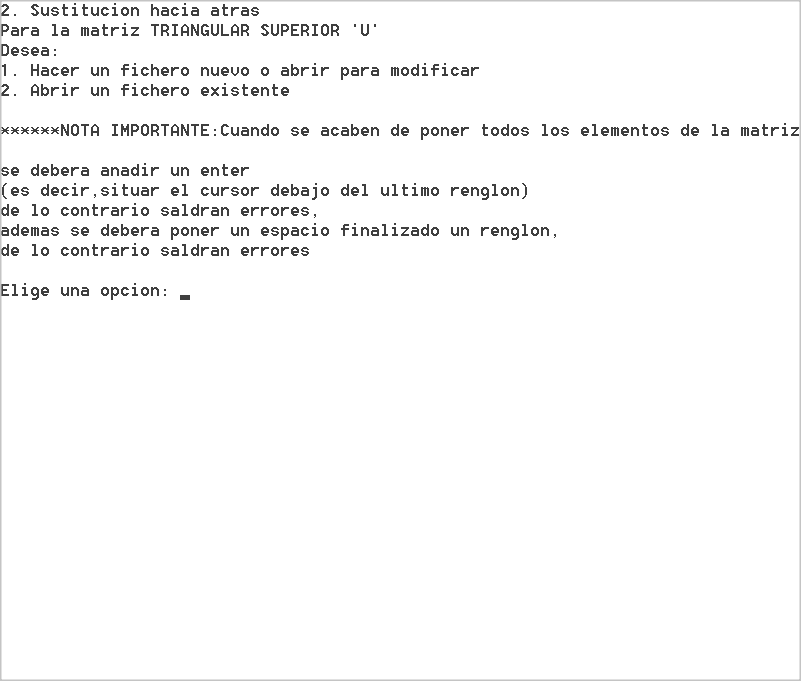 2. Sustitucion hacia atras
Para la matriz TRIANGULAR SUPERIOR 'U'
Desea:
1. Hacer un fichero nuevo o abrir para modificar
2. Abrir un fichero existente
******NOTA IMPORTANTE:Cuando se acaben de poner todos los elementos de la matriz
se debera anadir un enter
(es decir,situar el cursor debajo del ultimo renglon)
de lo contrario saldran errores,
ademas se debera poner un espacio finalizado un renglon,
de lo contrario saldran errores
Elige una opcion: